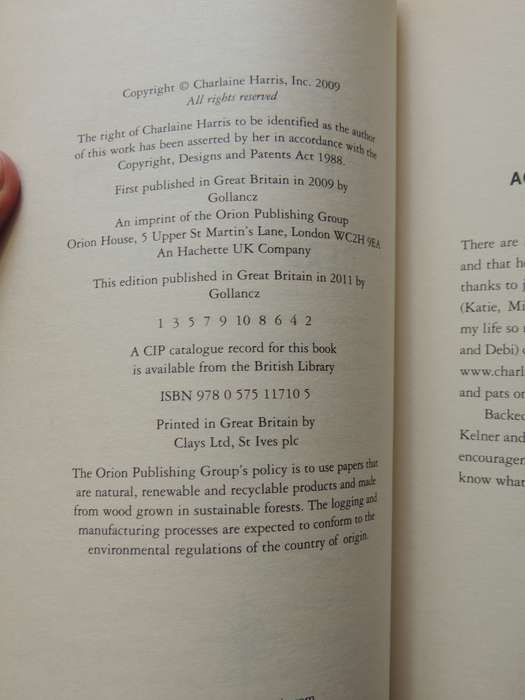 Copyright © Charlaine Harris, Inc. 2009
All rights reserved
The right of Charlaine Harris to be identified as the author
of this work has been asserted by her in accordance with the
Copyright, Designs and Patents Act 1988.
First published in Great Britain in 2009 by
Gollancz
An imprint of the Orion Publishing Group
Orion House, 5 Upper St Martin's Lane, London WC2H 9EA
An Hachette UK Company
This edition published in Great Britain in 2011 by
Gollancz
1 3 5 7 9 10 8 6 4 2
A CIP catalogue record for this book
is available from the British Library
ISBN 978 0 575 11710 5
Printed in Great Britain by
Clays Ltd, St Ives plc
The Orion Publishing Group's policy is to use papers that
are natural, renewable and recyclable products and made
from wood grown in sustainable forests. The logging and
manufacturing processes are expected to conform to the
environmental regulations of the country of origin.
There are
and that
thanks to
(Katie,
my life so
and Debi)
www.charl
and pats
Backed
Kelner and
encouragem
know what